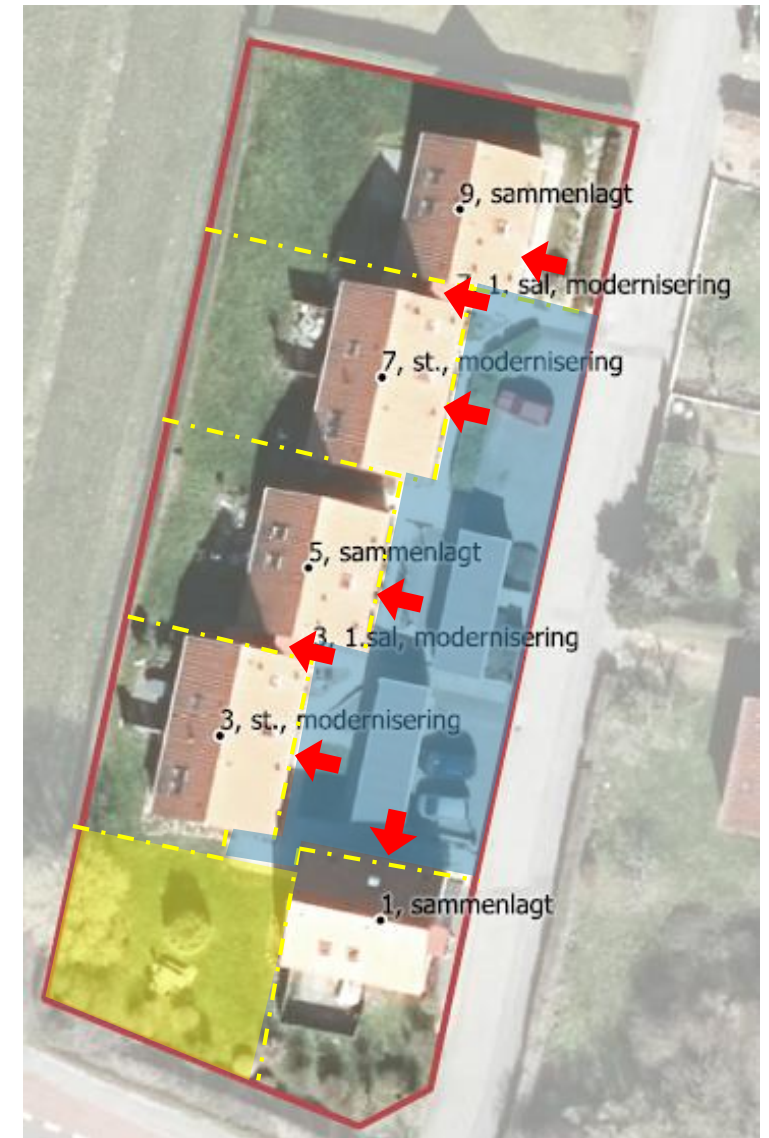 9, sammenlagt
7, 1. sal, modernisering
7, st., modernisering
5, sammenlagt
3, 1.sal, modernisering
3, st., modernisering
1, sammenlagt